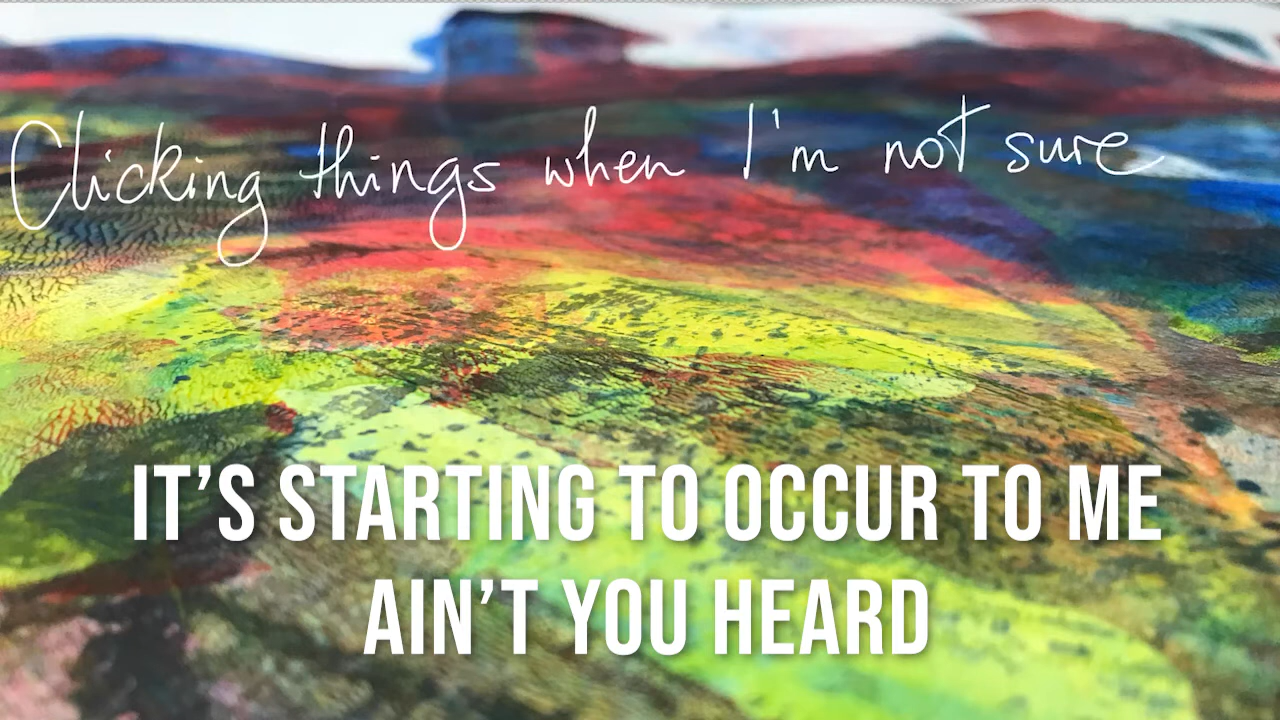 Clicking things when I'm not sure
IT’S STARTING TO OCCUR TO ME
AIN’T YOU HEARD